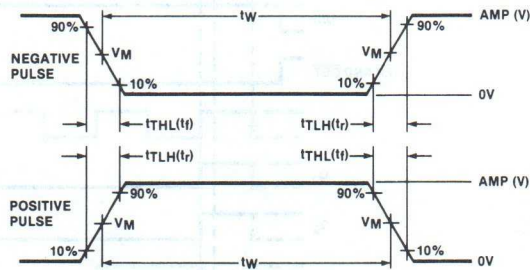 tW
90% 90% AMP (V)
NEGATIVE VM VM
PULSE
10% 10%
0V
tTHL(tf) tTLH(tr)
tTLH(tr) tTHL(tf)
90% 90% AMP (V)
POSITIVE
PULSE VM VM
10% 10%
tW 0V